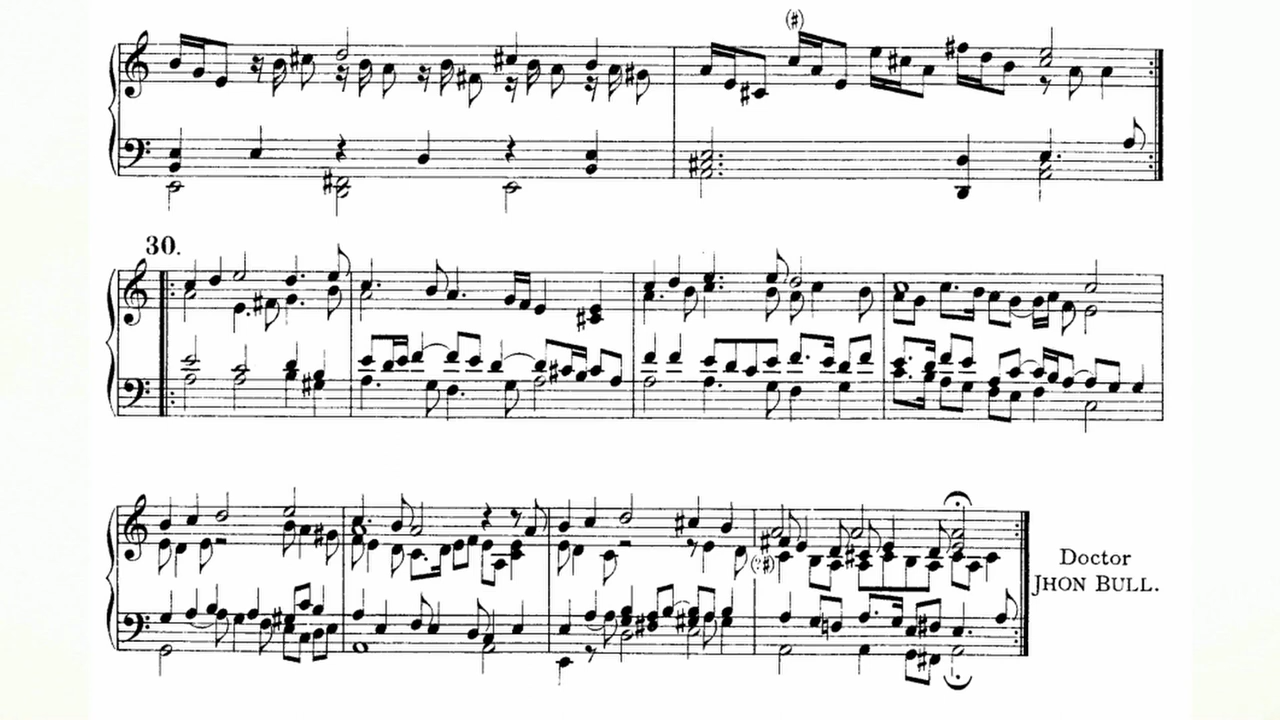 (♯)
30.
(?♯)
Doctor
JHON BULL.